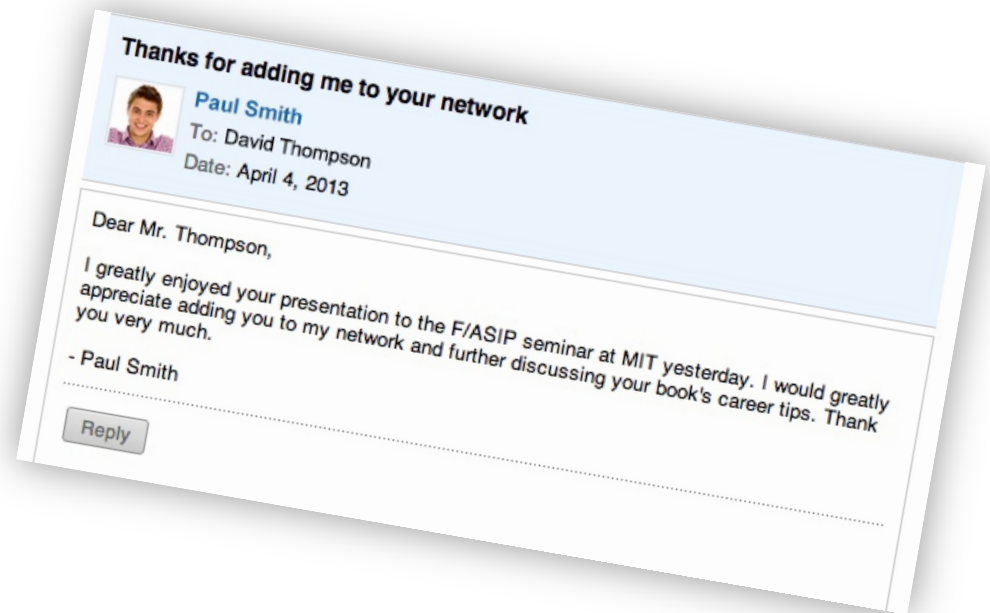 Thanks for adding me to your network
Paul Smith
To: David Thompson
Date: April 4, 2013
Dear Mr. Thompson,
I greatly enjoyed your presentation to the F/ASIP seminar at MIT yesterday. I would greatly
appreciate adding you to my network and further discussing your book's career tips. Thank
you very much.
- Paul Smith
Reply